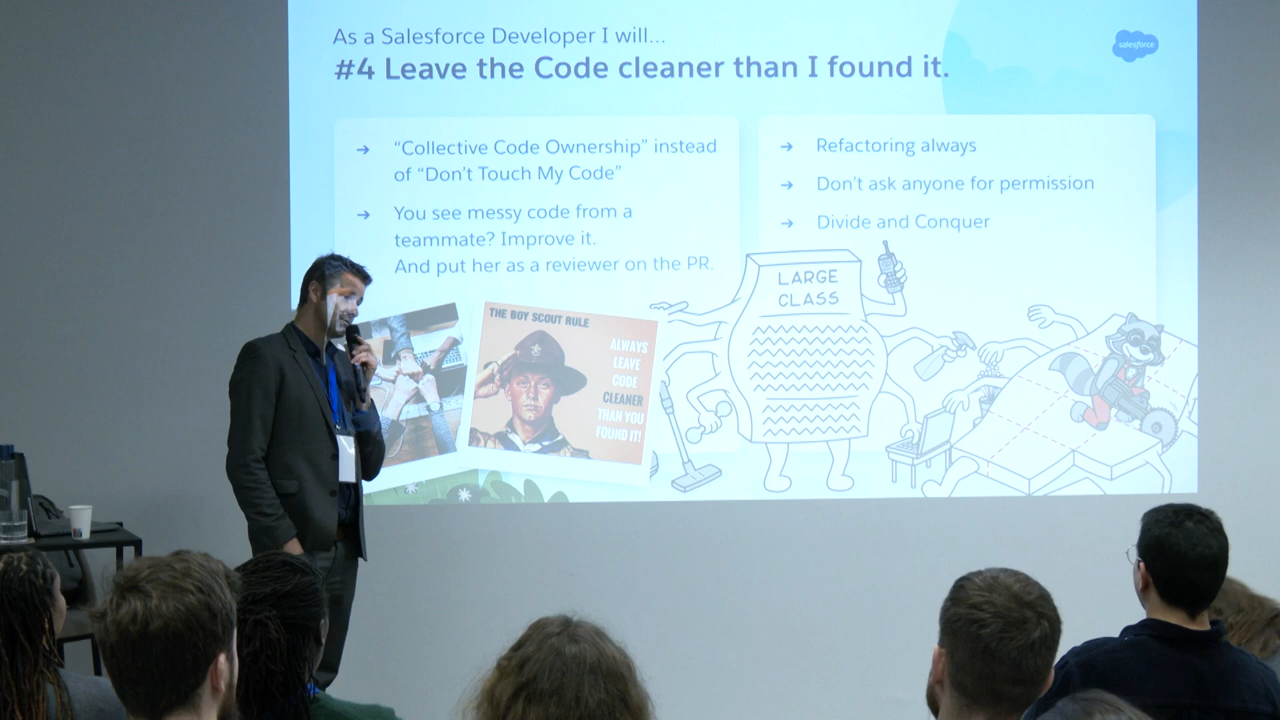 As a Salesforce Developer I will...
#4 Leave the Code cleaner than I found it.
salesforce
➔ “Collective Code Ownership” instead
of “Don't Touch My Code”
➔ You see messy code from a
teammate? Improve it.
And put her as a reviewer on the PR.
➔ Refactoring always
➔ Don't ask anyone for permission
➔ Divide and Conquer
THE BOY SCOUT RULE
ALWAYS
LEAVE
CODE
CLEANER
THAN YOU
FOUND IT!
LARGE
CLASS